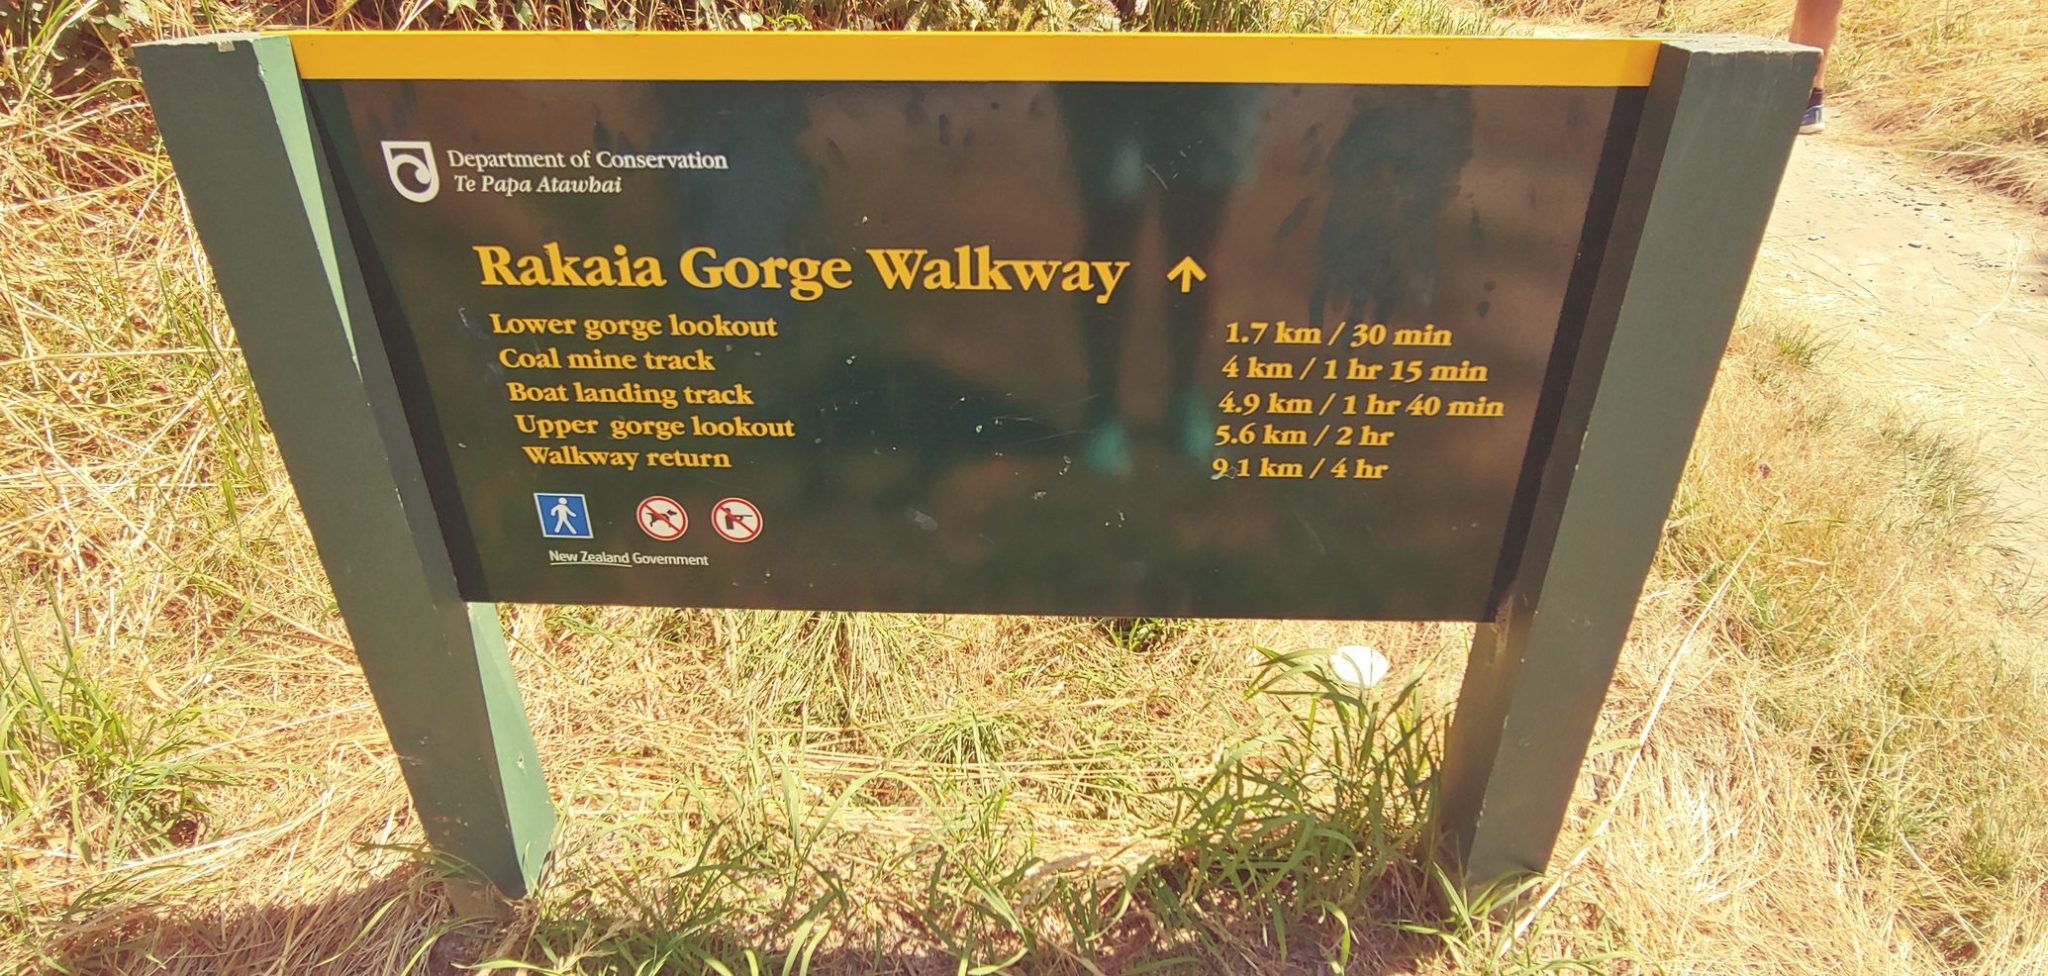 Department of Conservation
Te Papa Atawhai
Rakaia Gorge Walkway ↑
Lower gorge lookout 1.7 km / 30 min
Coal mine track 4 km / 1 hr 15 min
Boat landing track 4.9 km / 1 hr 40 min
Upper gorge lookout 5.6 km / 2 hr
Walkway return 9 1 km / 4 hr
New Zealand Government